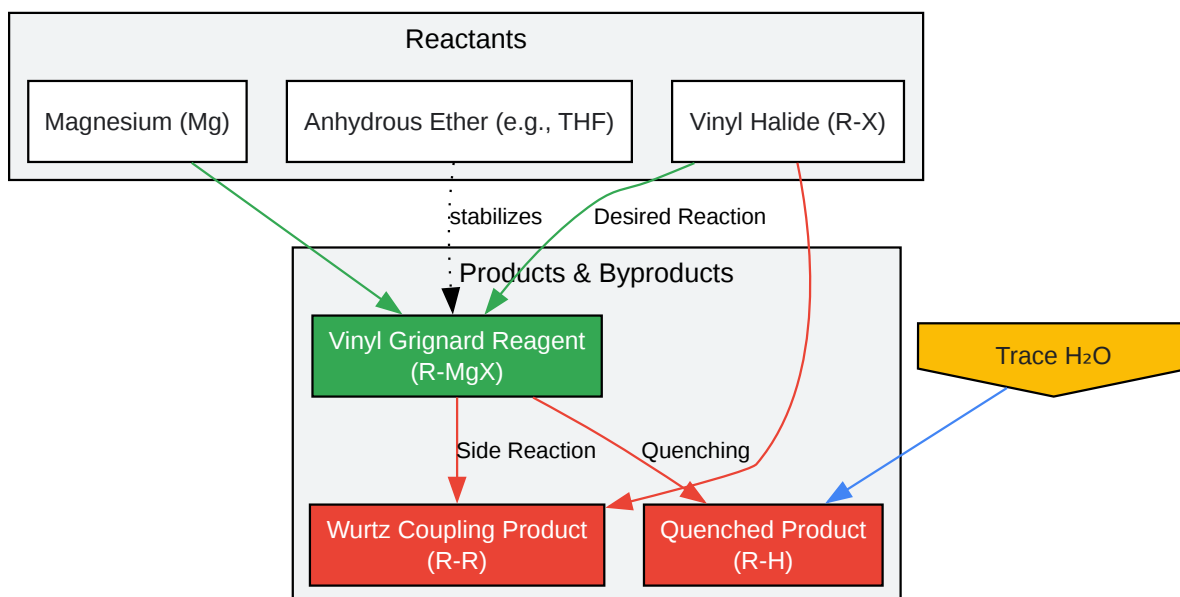 Reactants
Magnesium (Mg)
Anhydrous Ether (e.g., THF)
Vinyl Halide (R-X)
stabilizes
Desired Reaction
Products & Byproducts
Vinyl Grignard Reagent
(R-MgX)
Trace H₂O
Side Reaction
Quenching
Wurtz Coupling Product
(R-R)
Quenched Product
(R-H)